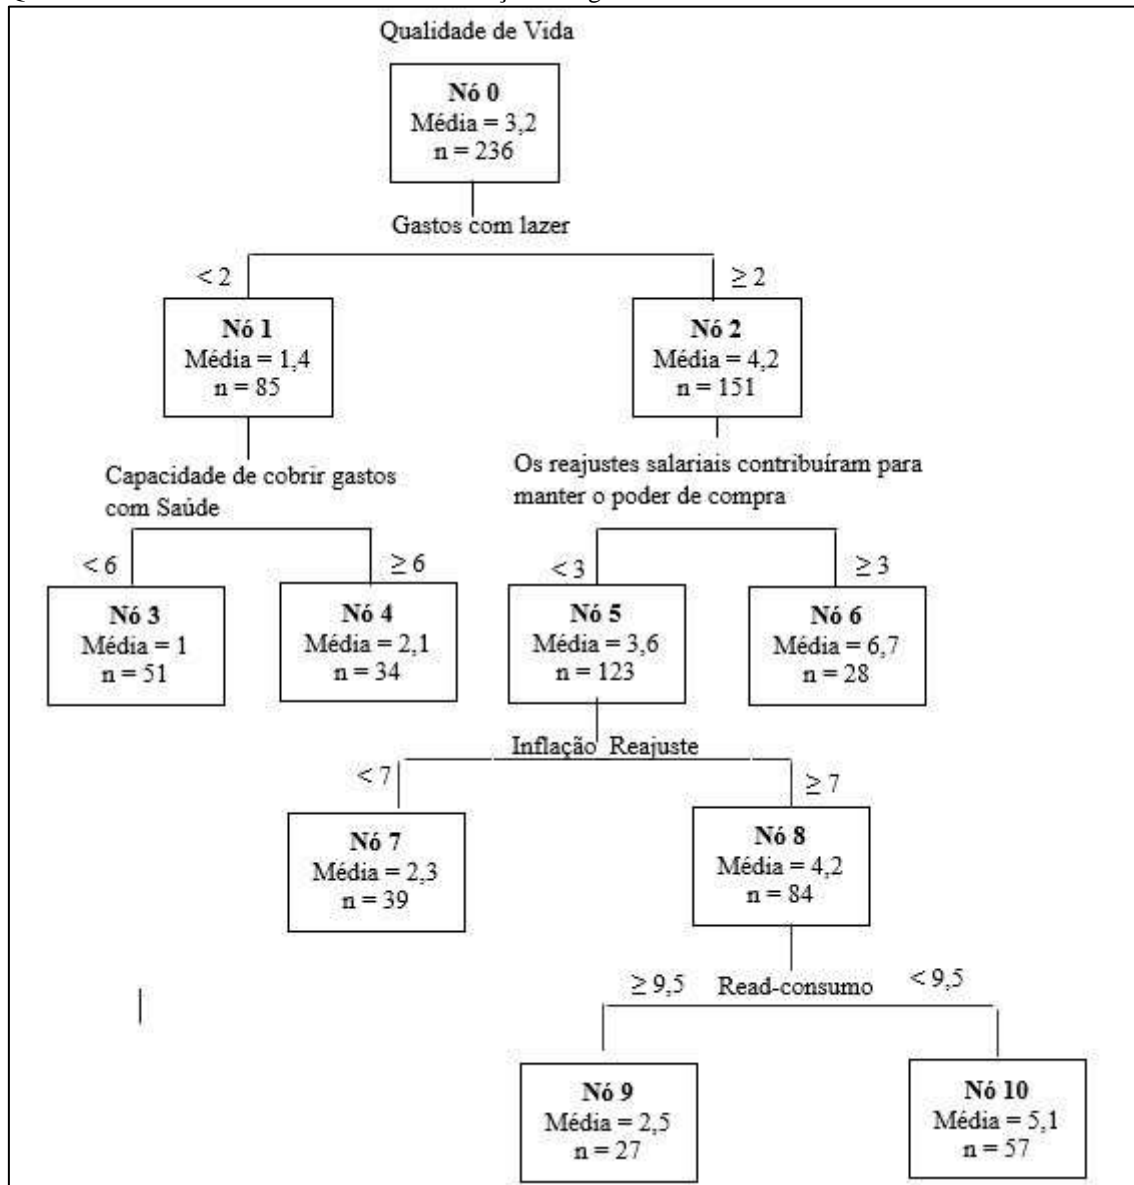 Qualidade de Vida
Nó 0
Média = 3,2
n = 236
Gastos com lazer
< 2
≥ 2
Nó 1
Média = 1,4
n = 85
Nó 2
Média = 4,2
n = 151
Capacidade de cobrir gastos
com Saúde
Os reajustes salariais contribuíram para
manter o poder de compra
< 6
≥ 6
< 3
≥ 3
Nó 3
Média = 1
n = 51
Nó 4
Média = 2,1
n = 34
Nó 5
Média = 3,6
n = 123
Nó 6
Média = 6,7
n = 28
Inflação_Reajuste
< 7
≥ 7
Nó 7
Média = 2,3
n = 39
Nó 8
Média = 4,2
n = 84
≥ 9,5
Read-consumo
< 9,5
Nó 9
Média = 2,5
n = 27
Nó 10
Média = 5,1
n = 57